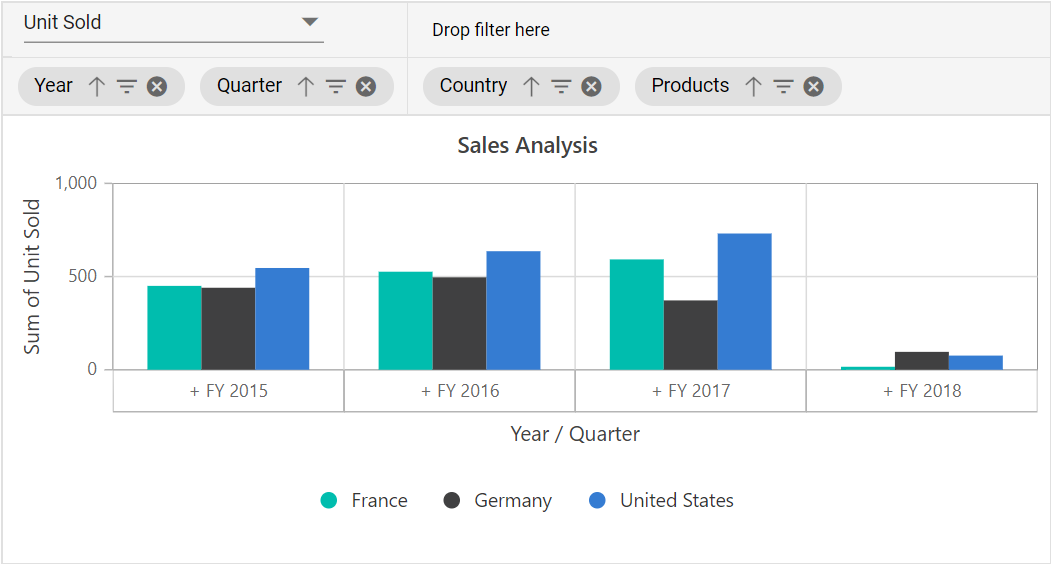 Unit Sold
Drop filter here
Year
Quarter
Country
Products
Sales Analysis
1,000
500
0
Sum of Unit Sold
+ FY 2015
+ FY 2016
+ FY 2017
+ FY 2018
Year / Quarter
France
Germany
United States